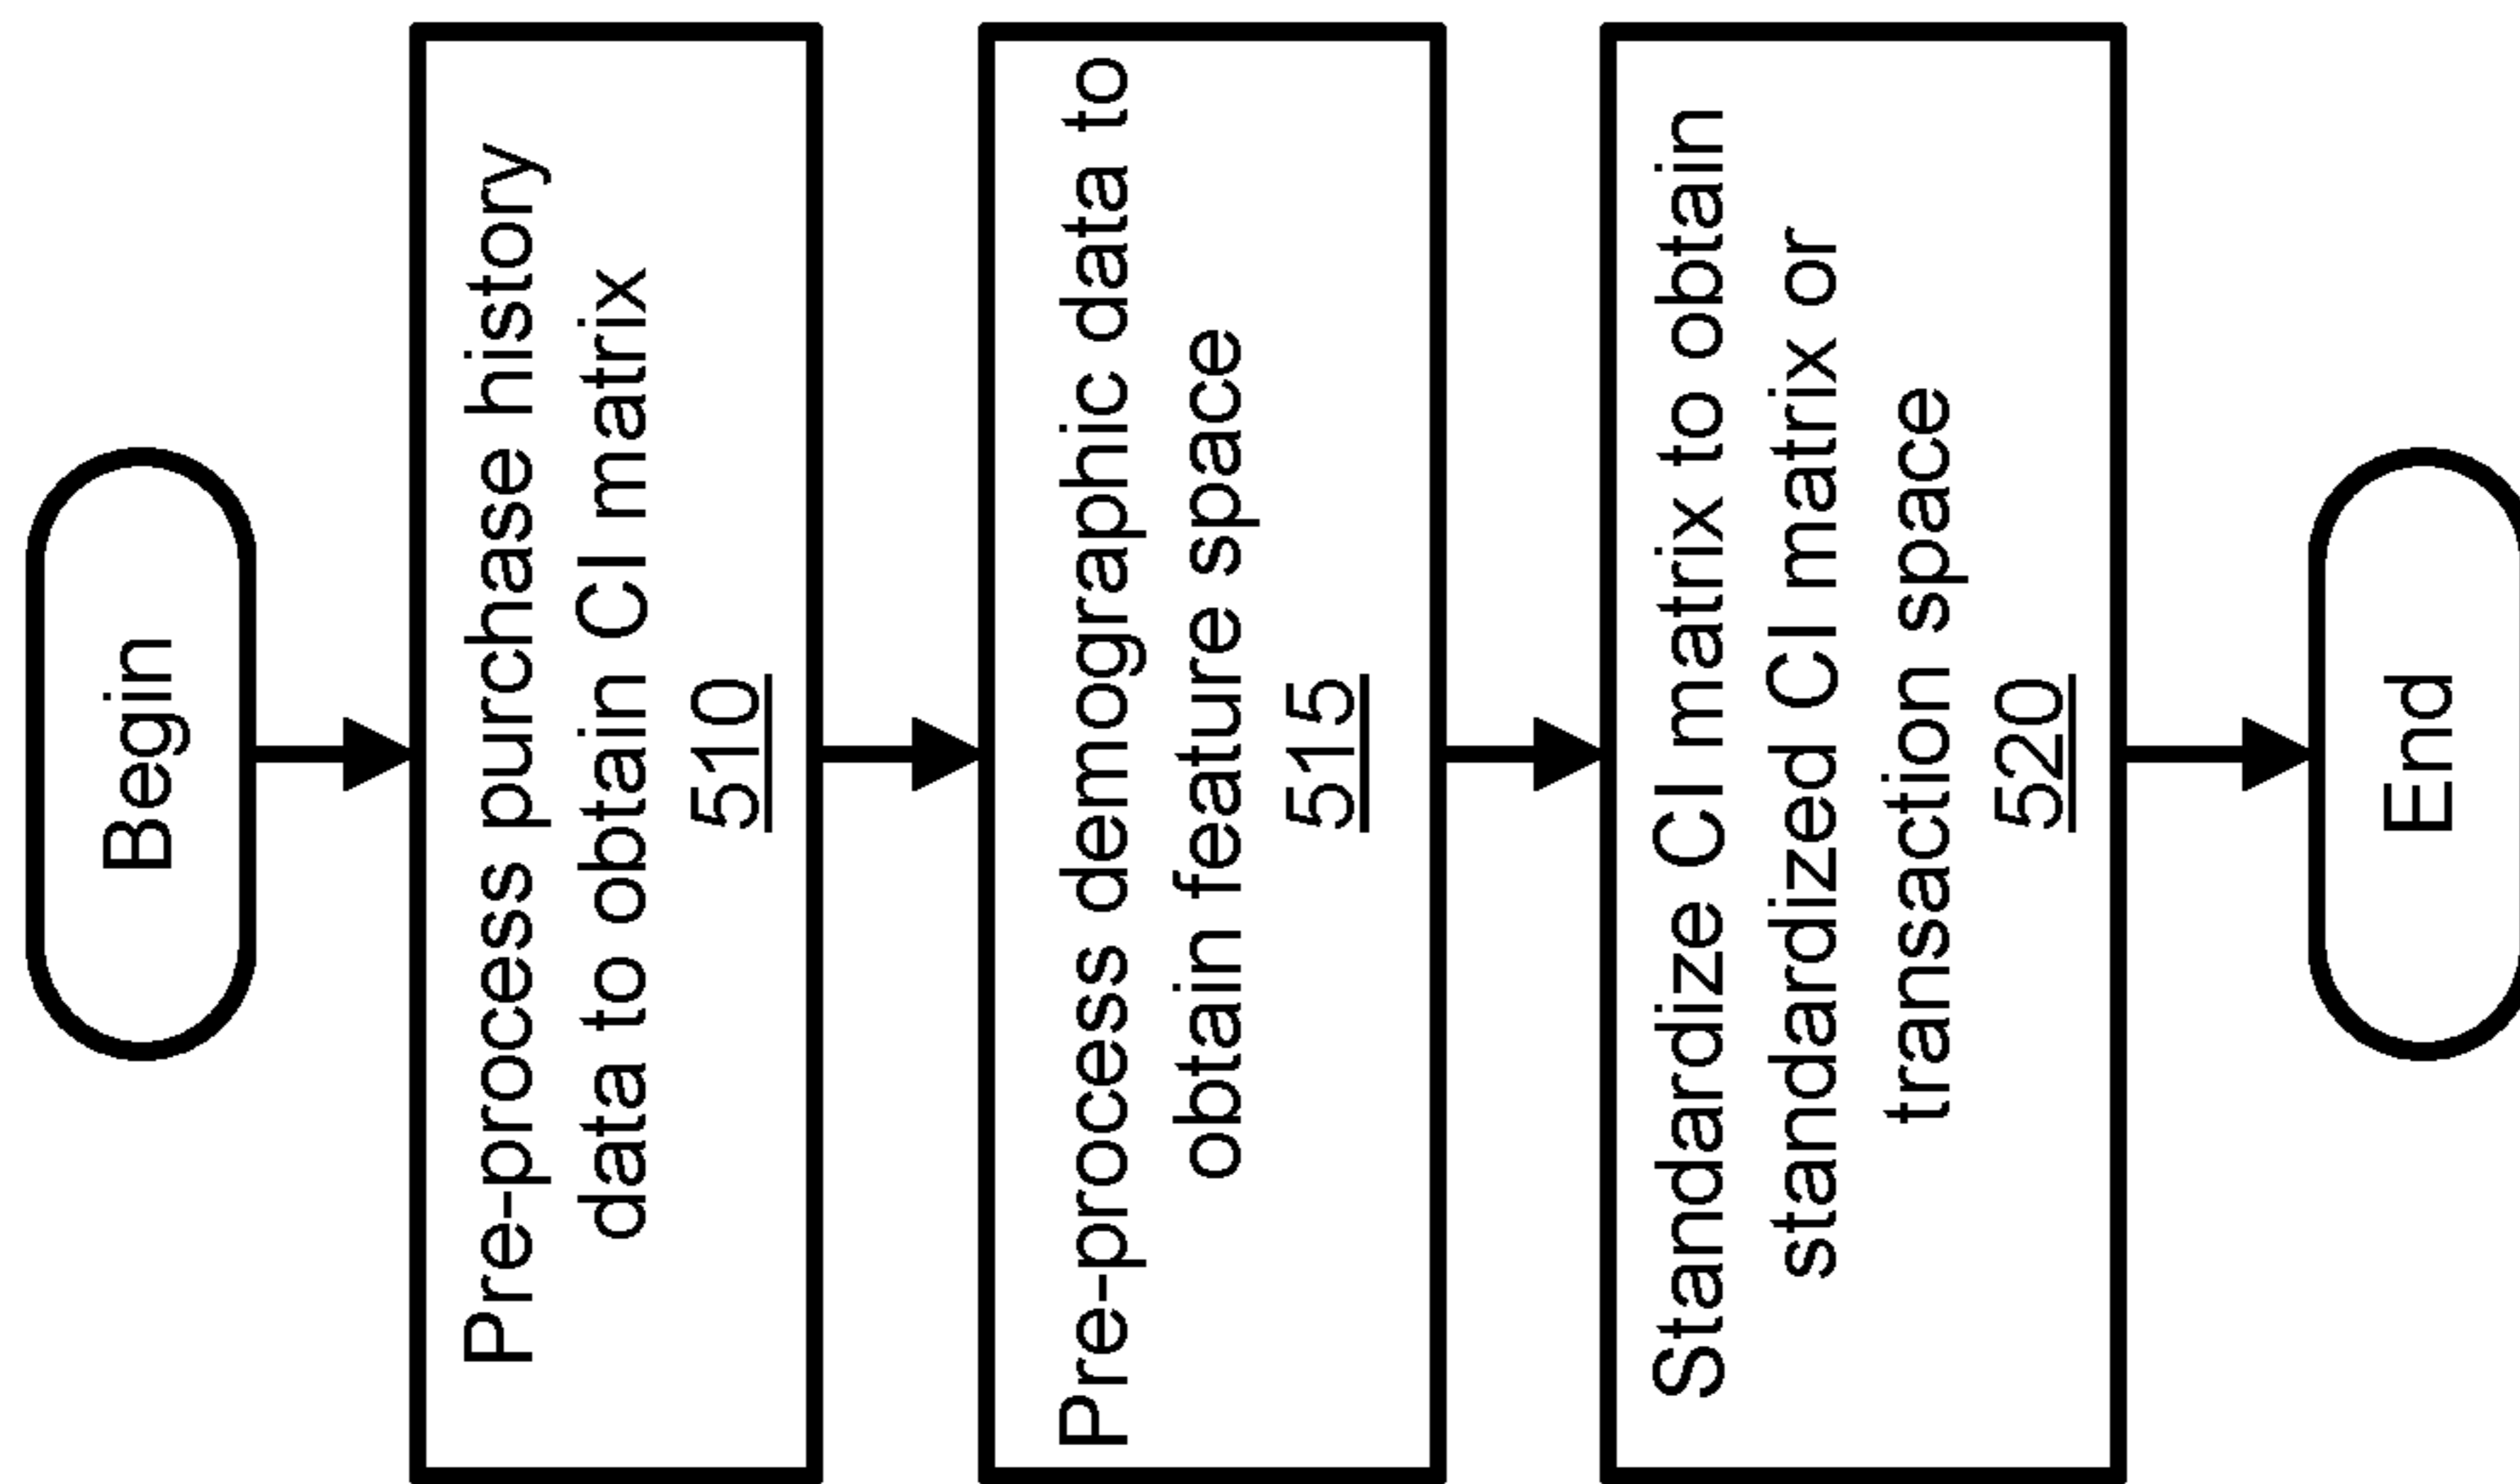 Begin
Pre-process purchase history
data to obtain CI matrix
510
Pre-process demographic data to
obtain feature space
515
Standardize CI matrix to obtain
standardized CI matrix or
transaction space
520
End